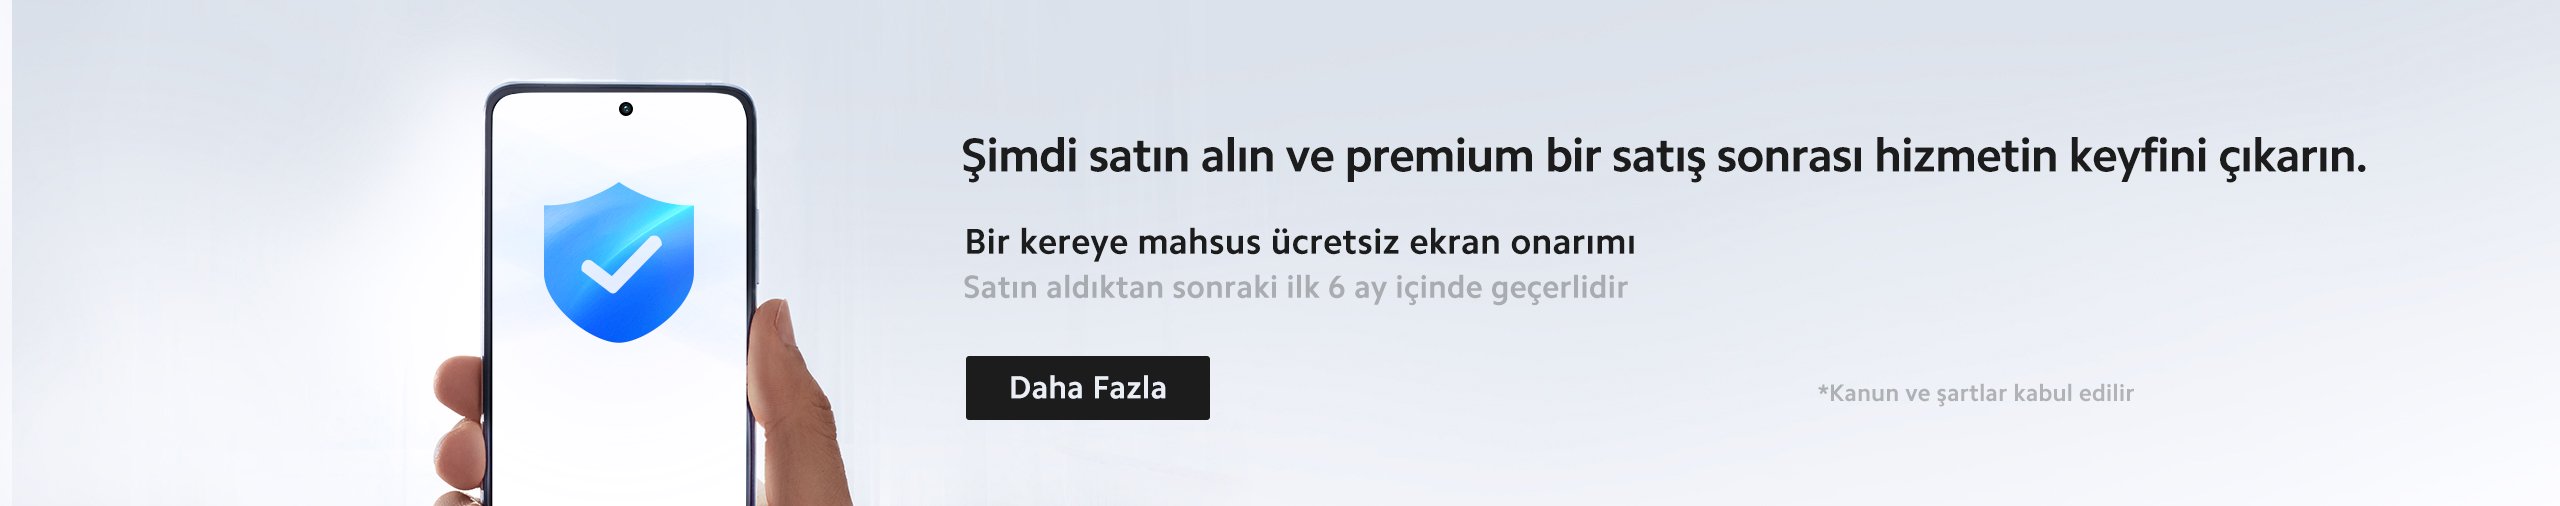 Şimdi satın alın ve premium bir satış sonrası hizmetin keyfini çıkarın.
Bir kereye mahsus ücretsiz ekran onarımı
Satın aldıktan sonraki ilk 6 ay içinde geçerlidir
Daha Fazla
*Kanun ve şartlar kabul edilir